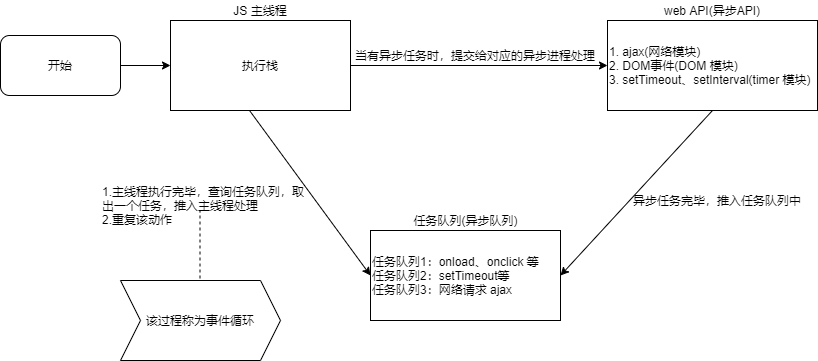 JS 主线程
web API(异步API)
开始
执行栈
当有异步任务时，提交给对应的异步进程处理
1. ajax(网络模块)
2. DOM事件(DOM 模块)
3. setTimeout、setInterval(timer 模块)
1.主线程执行完毕，查询任务队列，取
出一个任务，推入主线程处理
2.重复该动作
异步任务完毕，推入任务队列中
任务队列(异步队列)
任务队列1：onload、onclick 等
任务队列2：setTimeout等
任务队列3：网络请求 ajax
该过程称为事件循环